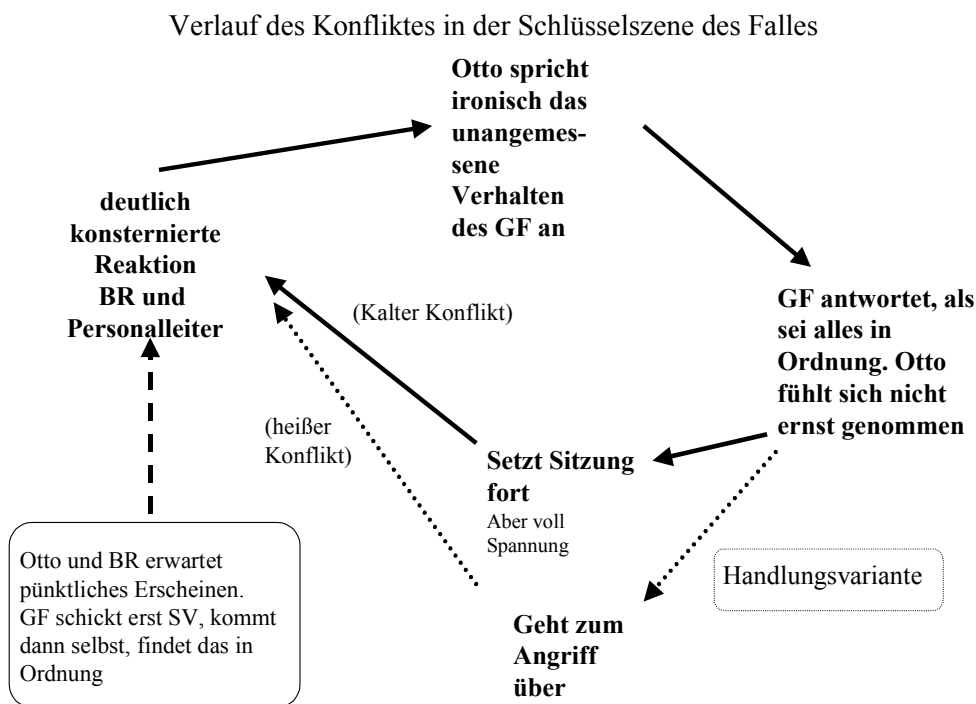 Verlauf des Konfliktes in der Schlüsselszene des Falles
Otto spricht
ironisch das
unangemes-
sene
Verhalten
des GF an
deutlich
konsternierte
Reaktion
BR und
Personalleiter
GF antwortet, als
sei alles in
Ordnung. Otto
fühlt sich nicht
ernst genommen
(Kalter Konflikt)
(heißer
Konflikt)
Setzt Sitzung
fort
Aber voll
Spannung
Otto und BR erwartet
pünktliches Erscheinen.
GF schickt erst SV, kommt
dann selbst, findet das in
Ordnung
Handlungsvariante
Geht zum
Angriff
über